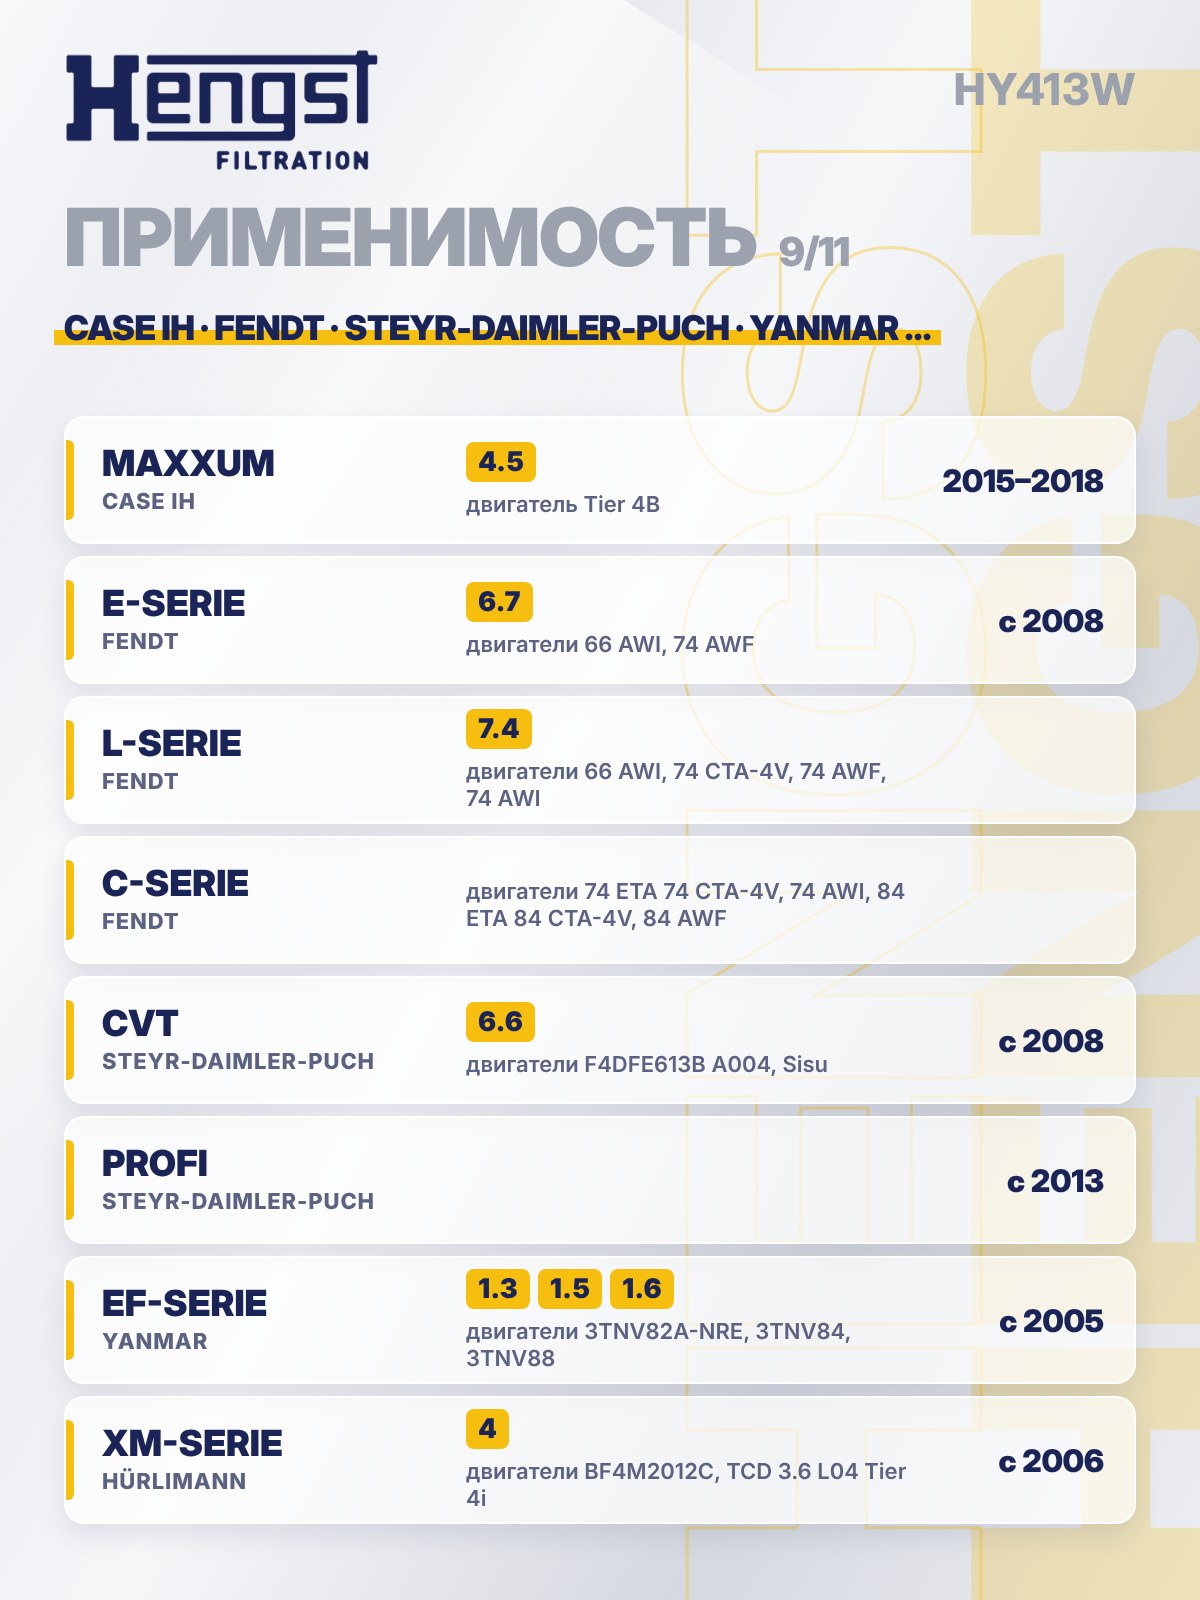 Hengst
FILTRATION
HY413W
ПРИМЕНИМОСТЬ 9/11
CASE IH · FENDT · STEYR-DAIMLER-PUCH · YANMAR ...
MAXXUM
CASE IH
4.5
двигатель Tier 4B
2015–2018
E-SERIE
FENDT
6.7
двигатели 66 AWI, 74 AWF
с 2008
L-SERIE
FENDT
7.4
двигатели 66 AWI, 74 CTA-4V, 74 AWF,
74 AWI
C-SERIE
FENDT
двигатели 74 ETA 74 CTA-4V, 74 AWI, 84
ETA 84 CTA-4V, 84 AWF
CVT
STEYR-DAIMLER-PUCH
6.6
двигатели F4DFE613B A004, Sisu
с 2008
PROFI
STEYR-DAIMLER-PUCH
с 2013
EF-SERIE
YANMAR
1.3 1.5 1.6
двигатели 3TNV82A-NRE, 3TNV84,
3TNV88
с 2005
XM-SERIE
HÜRLIMANN
4
двигатели BF4M2012C, TCD 3.6 L04 Tier
4i
с 2006
HENGST